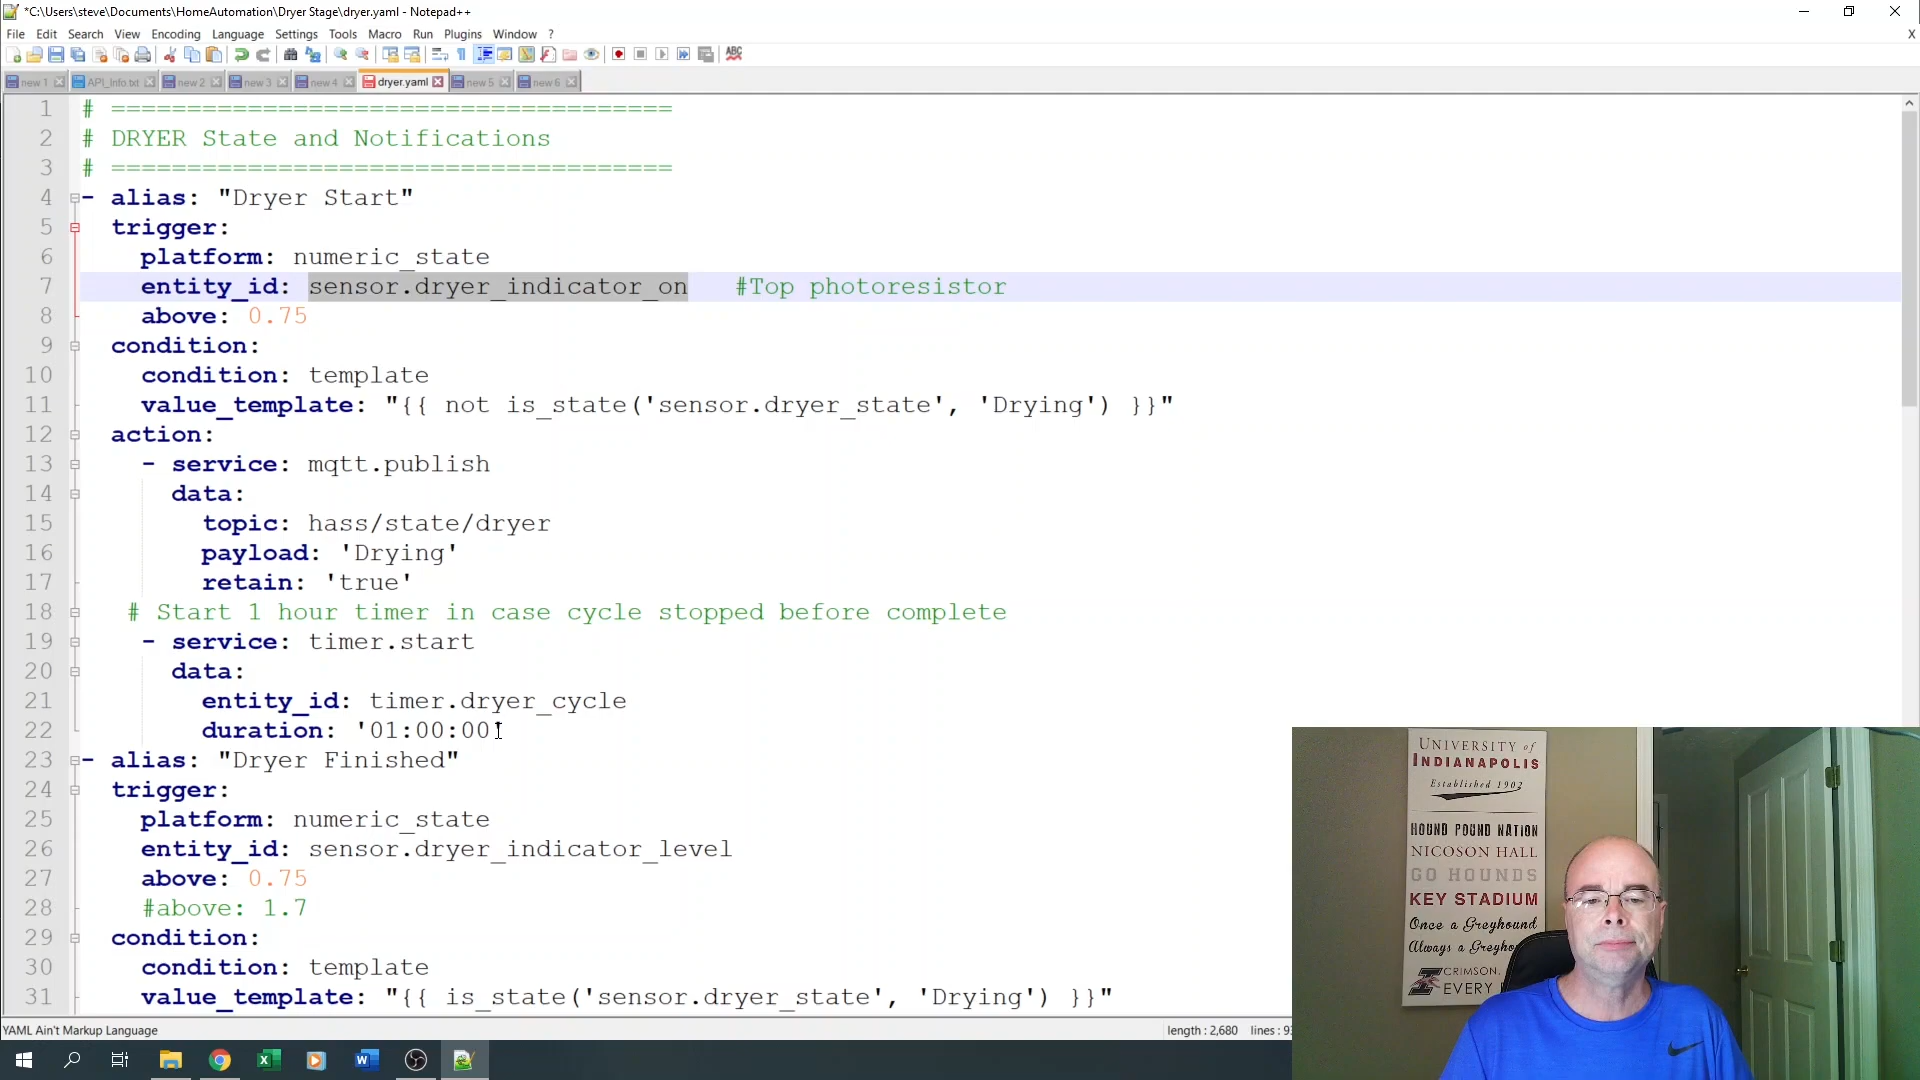 *C:\Users\steve\Documents\HomeAutomation\Dryer Stage\dryer.yaml - Notepad++
File Edit Search View Encoding Language Settings Tools Macro Run Plugins Window ? X
new 1 API_Info.txt new 2 new 3 new 4 dryer.yaml new 5 new 6
1 # =====================================
2 # DRYER State and Notifications
3 # =====================================
4 - alias: "Dryer Start"
5 trigger:
6 platform: numeric_state
7 entity_id: sensor.dryer_indicator_on #Top photoresistor
8 above: 0.75
9 condition:
10 condition: template
11 value_template: "{{ not is_state('sensor.dryer_state', 'Drying') }}"
12 action:
13 - service: mqtt.publish
14 data:
15 topic: hass/state/dryer
16 payload: 'Drying'
17 retain: 'true'
18 # Start 1 hour timer in case cycle stopped before complete
19 - service: timer.start
20 data:
21 entity_id: timer.dryer_cycle
22 duration: '01:00:00'
23 - alias: "Dryer Finished"
24 trigger:
25 platform: numeric_state
26 entity_id: sensor.dryer_indicator_level
27 above: 0.75
28 #above: 1.7
29 condition:
30 condition: template
31 value_template: "{{ is_state('sensor.dryer_state', 'Drying') }}"
YAML Ain't Markup Language length : 2,680 lines : 9
UNIVERSITY of
INDIANAPOLIS
Established 1902
HOUND POUND NATION
NICOSON HALL
GO HOUNDS
KEY STADIUM
Once a Greyhound
Always a Greyho
CRIMSON,
EVERY